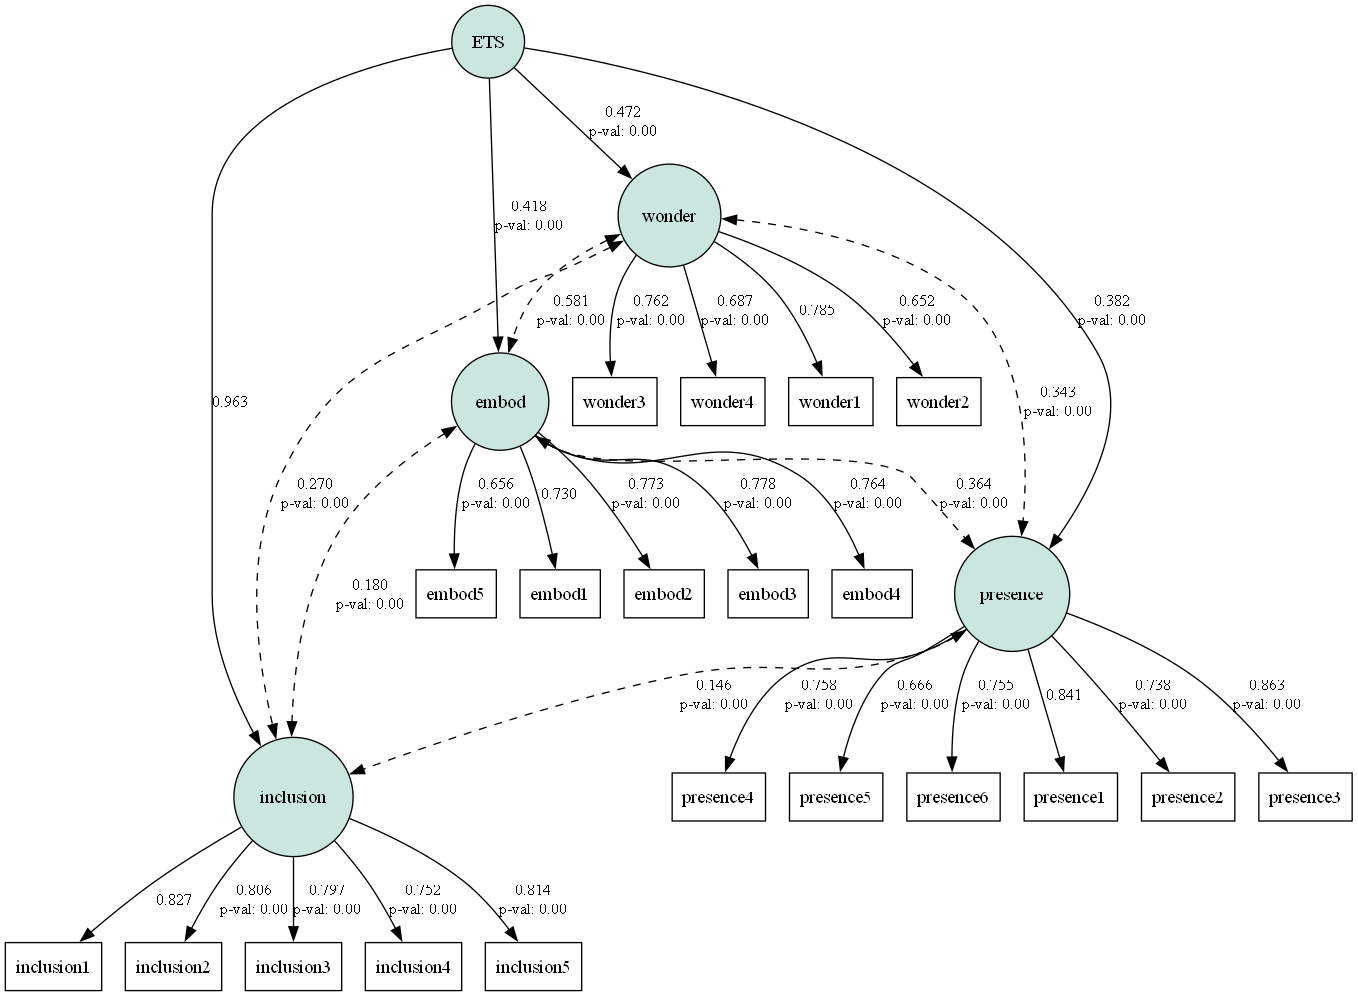 ETS
0.472
p-val: 0.00
0.418
p-val: 0.00
wonder
0.581
p-val: 0.00
0.762
p-val: 0.00
0.687
p-val: 0.00
0.785
0.652
p-val: 0.00
0.382
p-val: 0.00
0.963
embod
wonder3
wonder4
wonder1
wonder2
0.343
p-val: 0.00
0.270
p-val: 0.00
0.656
p-val: 0.00
0.730
0.773
p-val: 0.00
0.778
p-val: 0.00
0.764
p-val: 0.00
0.364
p-val: 0.00
0.180
p-val: 0.00
embod5
embod1
embod2
embod3
embod4
presence
0.146
p-val: 0.00
0.758
p-val: 0.00
0.666
p-val: 0.00
0.755
p-val: 0.00
0.841
0.738
p-val: 0.00
0.863
p-val: 0.00
inclusion
presence4
presence5
presence6
presence1
presence2
presence3
0.827
0.806
p-val: 0.00
0.797
p-val: 0.00
0.752
p-val: 0.00
0.814
p-val: 0.00
inclusion1
inclusion2
inclusion3
inclusion4
inclusion5